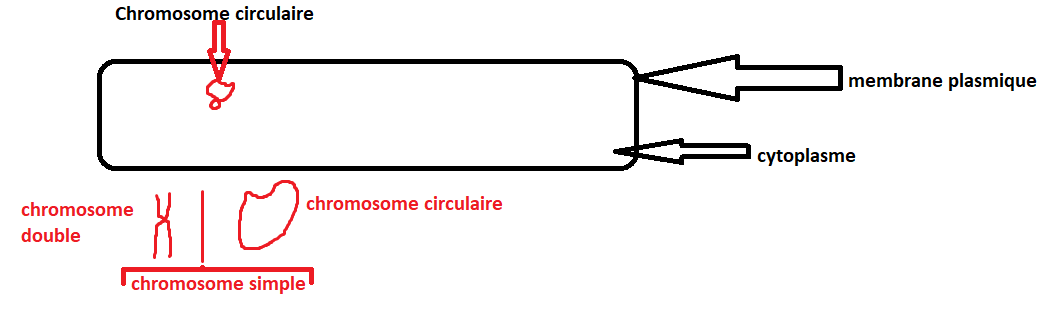 Chromosome circulaire
membrane plasmique
cytoplasme
chromosome
double
chromosome circulaire
chromosome simple